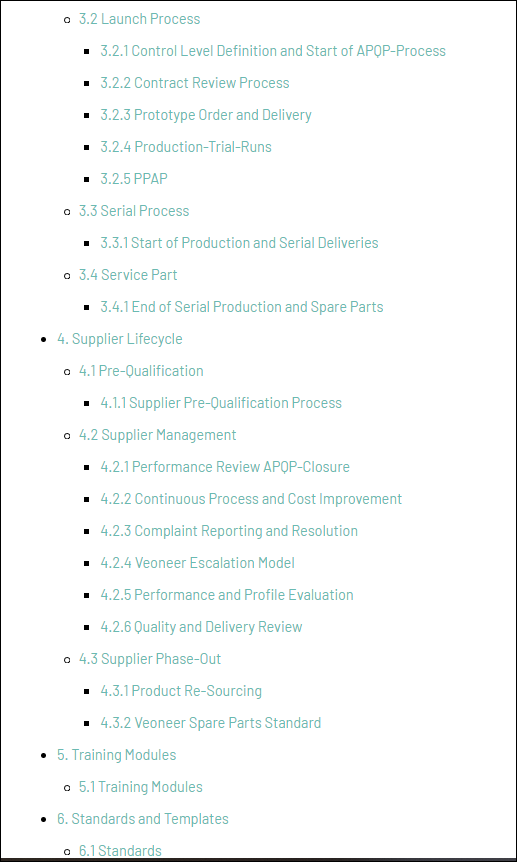 3.2 Launch Process
3.2.1 Control Level Definition and Start of APQP-Process
3.2.2 Contract Review Process
3.2.3 Prototype Order and Delivery
3.2.4 Production-Trial-Runs
3.2.5 PPAP
3.3 Serial Process
3.3.1 Start of Production and Serial Deliveries
3.4 Service Part
3.4.1 End of Serial Production and Spare Parts
4. Supplier Lifecycle
4.1 Pre-Qualification
4.1.1 Supplier Pre-Qualification Process
4.2 Supplier Management
4.2.1 Performance Review APQP-Closure
4.2.2 Continuous Process and Cost Improvement
4.2.3 Complaint Reporting and Resolution
4.2.4 Veoneer Escalation Model
4.2.5 Performance and Profile Evaluation
4.2.6 Quality and Delivery Review
4.3 Supplier Phase-Out
4.3.1 Product Re-Sourcing
4.3.2 Veoneer Spare Parts Standard
5. Training Modules
5.1 Training Modules
6. Standards and Templates
6.1 Standards